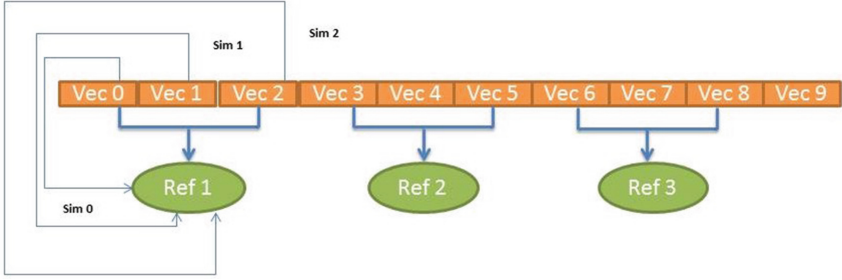 Sim 2
Sim 1
Vec 0 Vec 1 Vec 2 Vec 3 Vec 4 Vec 5 Vec 6 Vec 7 Vec 8 Vec 9
Ref 1 Ref 2 Ref 3
Sim 0